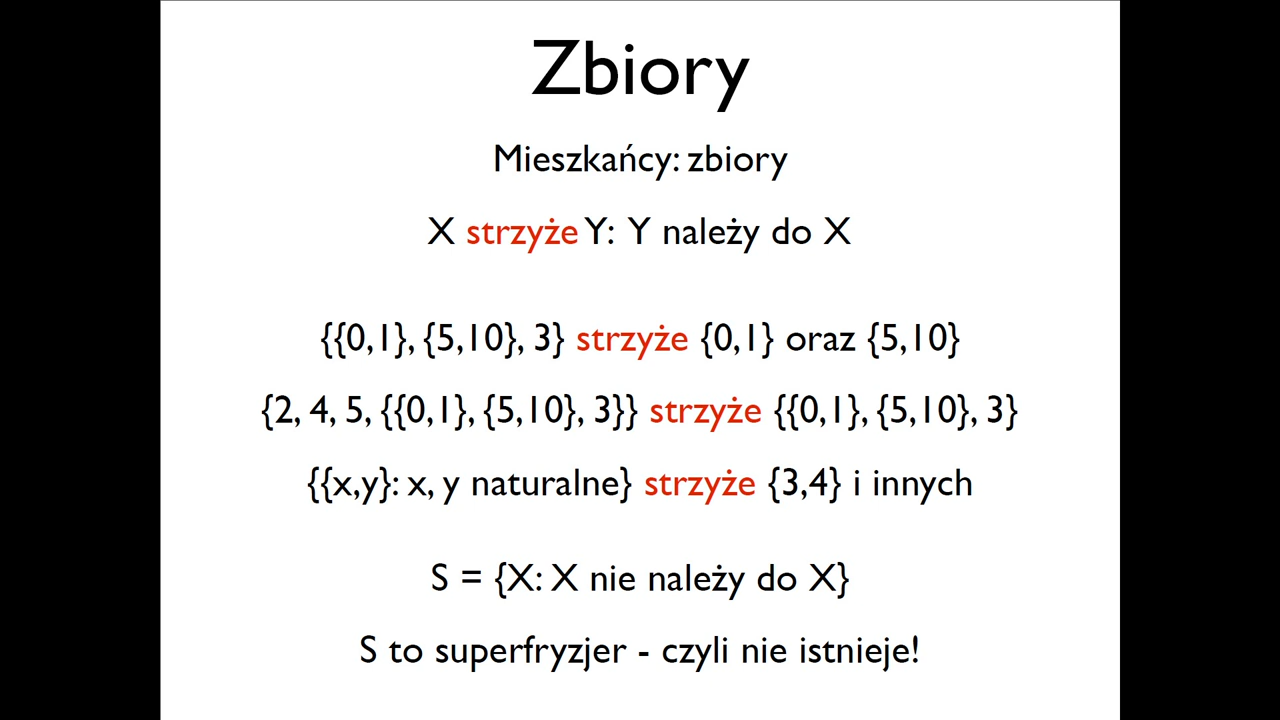 Zbiory
Mieszkańcy: zbiory
X strzyże Y: Y należy do X
{{0,1}, {5,10}, 3} strzyże {0,1} oraz {5,10}
{2, 4, 5, {{0,1}, {5,10}, 3}} strzyże {{0,1}, {5,10}, 3}
{{x,y}: x, y naturalne} strzyże {3,4} i innych
S = {X: X nie należy do X}
S to superfryzjer - czyli nie istnieje!